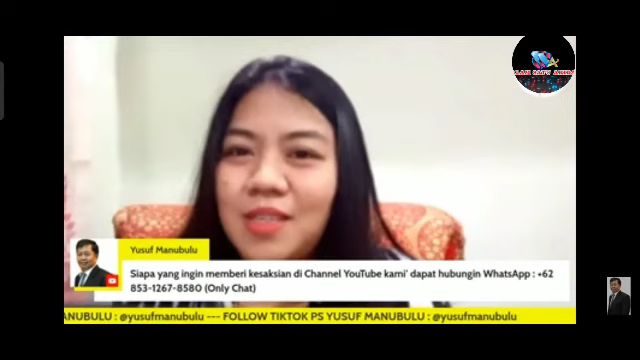 Yusuf Manubulu
Siapa yang ingin memberi kesaksian di Channel YouTube kami' dapat hubungin WhatsApp : +62
853-1267-8580 (Only Chat)
ANUBULU : @yusufmanubulu --- FOLLOW TIKTOK PS YUSUF MANUBULU : @yusufmanubulu